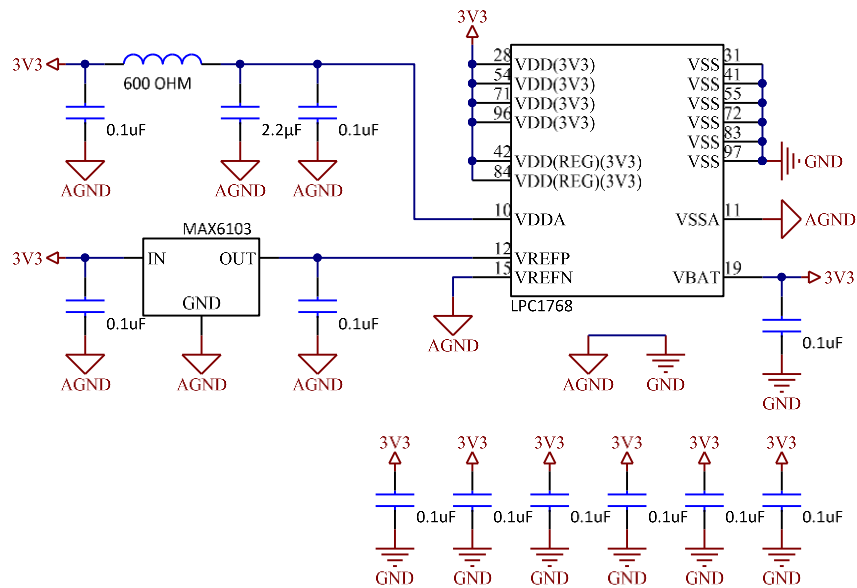 3V3
3V3
28
31
VDD(3V3)
VSS
54
41
VDD(3V3)
VSS
600 OHM
71
55
VDD(3V3)
VSS
96
72
VDD(3V3)
VSS
0.1uF
2.2µF
0.1uF
83
VSS
42
97
VDD(REG)(3V3)
VSS
GND
84
VDD(REG)(3V3)
AGND
AGND
AGND
10
11
VDDA
VSSA
AGND
MAX6103
3V3
IN
OUT
12
VREFP
15
19
VREFN
VBAT
3V3
GND
LPC1768
0.1uF
0.1uF
0.1uF
AGND
AGND
AGND
AGND
AGND
GND
GND
3V3
3V3
3V3
3V3
3V3
3V3
0.1uF
0.1uF
0.1uF
0.1uF
0.1uF
0.1uF
GND
GND
GND
GND
GND
GND